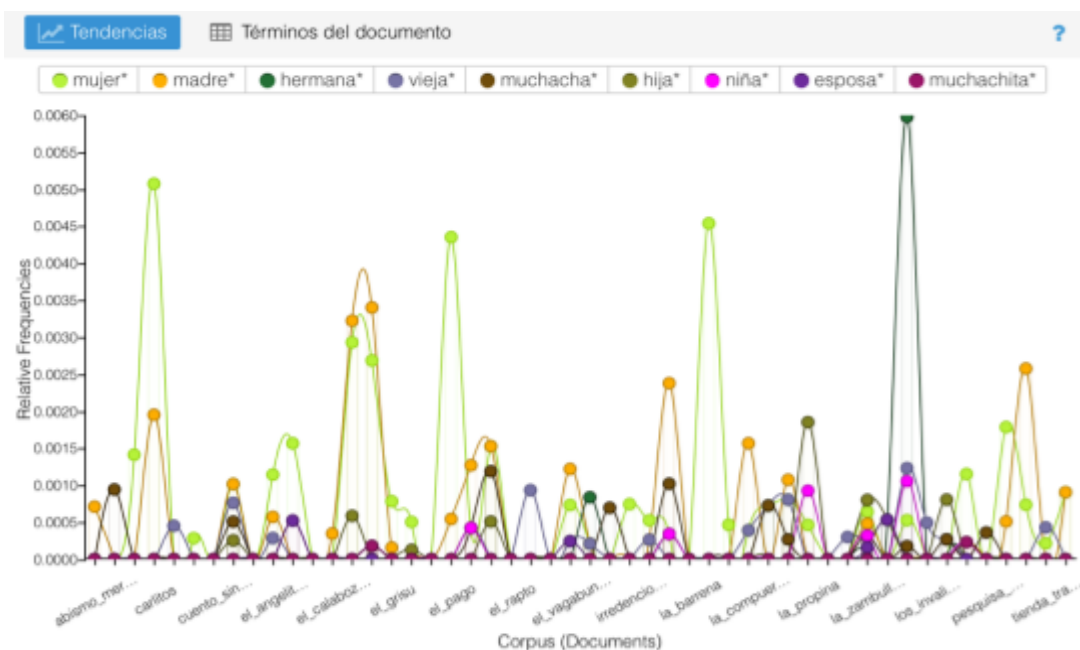 Tendencias Términos del documento ?
mujer* madre* hermana* vieja* muchacha* hija* niña* esposa* muchachita*
0.0060
0.0055
0.0050
0.0045
0.0040
0.0035
0.0030
0.0025
0.0020
0.0015
0.0010
0.0005
0.0000
Relative Frequencies
abismo_mer... carlitos cuento_sin... el_angelit... el_calaboz... el_grisu el_pago el_rapto el_vagabun... irredencio... la_barrena la_compuer... la_propina la_zambull... los_invali... pesquisa_... tienda_tra...
Corpus (Documents)